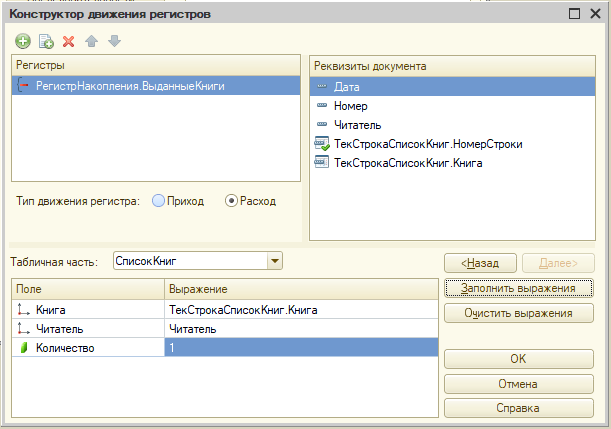 Конструктор движения регистров
Регистры
РегистрНакопления.ВыданныеКниги
Тип движения регистра: Приход Расход
Реквизиты документа
Дата
Номер
Читатель
ТекСтрокаСписокКниг.НомерСтроки
ТекСтрокаСписокКниг.Книга
Табличная часть: СписокКниг
<Назад Далее>
Поле Выражение
Книга ТекСтрокаСписокКниг.Книга
Читатель Читатель
Количество 1
Заполнить выражения
Очистить выражения
ОК
Отмена
Справка